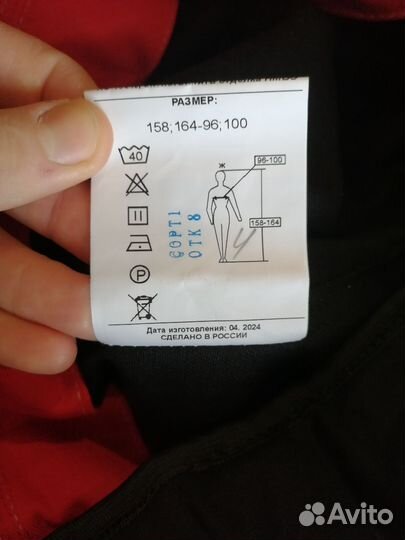 РАЗМЕР:
158;164-96;100
40
Ж
96-100
158-164
СОРТ1
ОТК 8
P
Дата изготовления: 04. 2024
СДЕЛАНО В РОССИИ
Avito